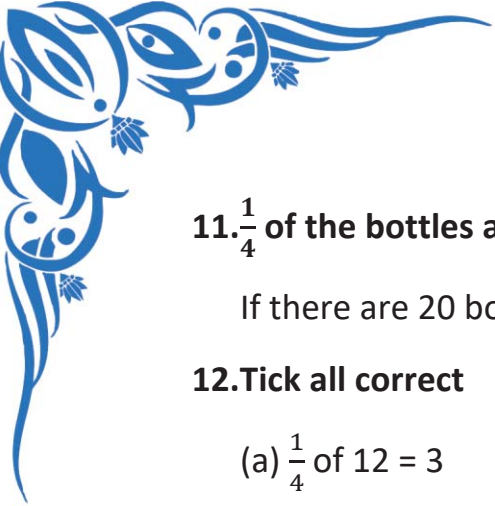 11. 1/4 of the bottles
If there are 20
12.Tick all correct
(a) 1/4 of 12 = 3